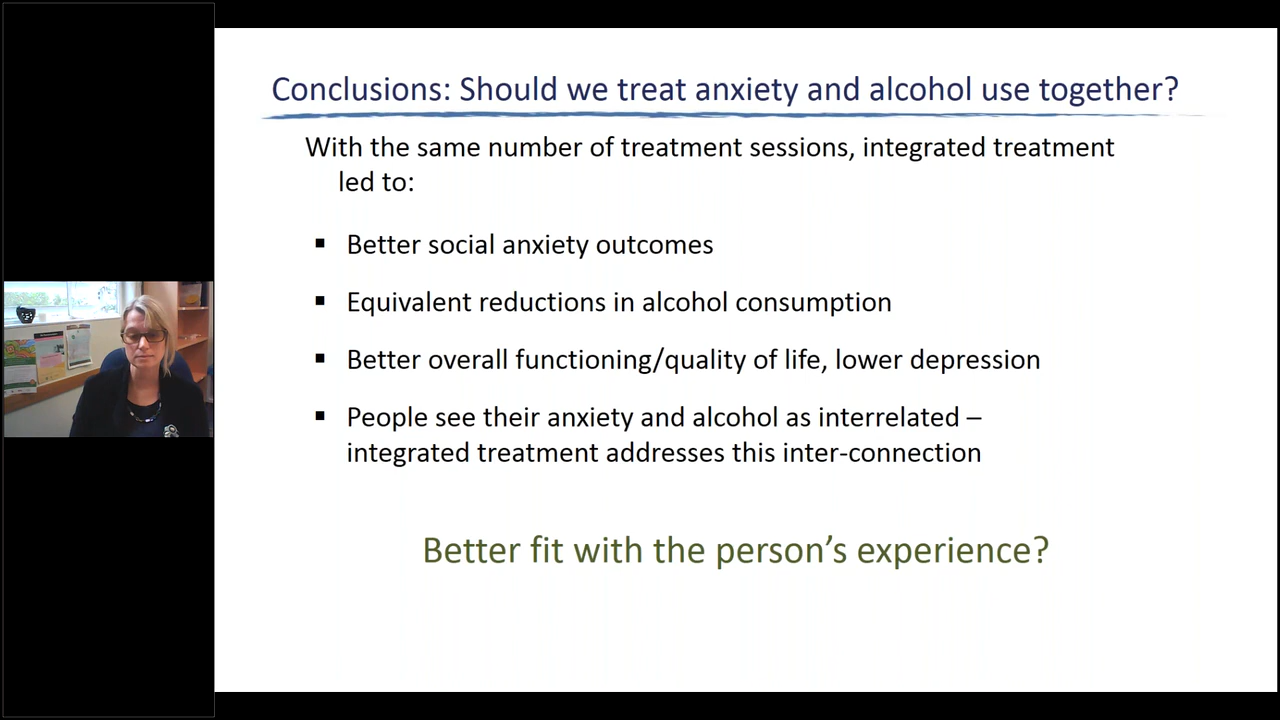 Conclusions: Should we treat anxiety and alcohol use together?
With the same number of treatment sessions, integrated treatment
led to:
▪ Better social anxiety outcomes
▪ Equivalent reductions in alcohol consumption
▪ Better overall functioning/quality of life, lower depression
▪ People see their anxiety and alcohol as interrelated –
integrated treatment addresses this inter-connection
Better fit with the person’s experience?